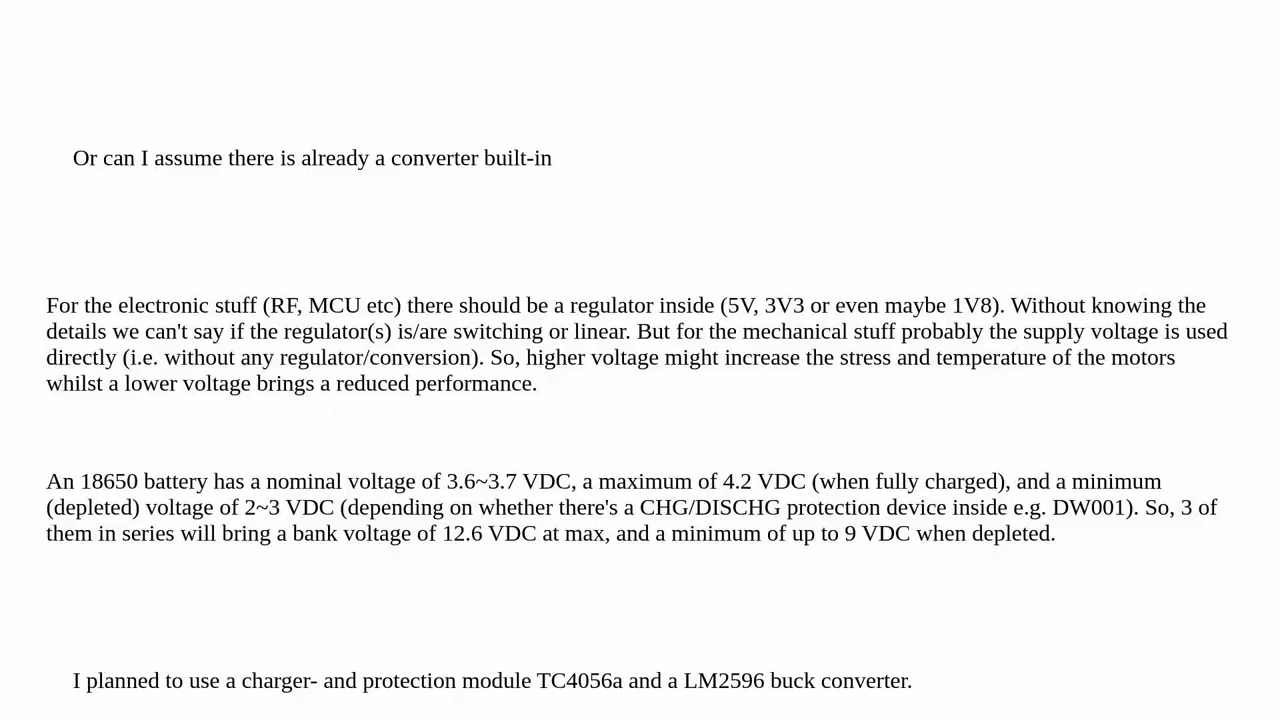 Or can I assume there is already a converter built-in
For the electronic stuff (RF, MCU etc) there should be a regulator inside (5V, 3V3 or even maybe 1V8). Without knowing the
details we can't say if the regulator(s) is/are switching or linear. But for the mechanical stuff probably the supply voltage is used
directly (i.e. without any regulator/conversion). So, higher voltage might increase the stress and temperature of the motors
whilst a lower voltage brings a reduced performance.
An 18650 battery has a nominal voltage of 3.6~3.7 VDC, a maximum of 4.2 VDC (when fully charged), and a minimum
(depleted) voltage of 2~3 VDC (depending on whether there's a CHG/DISCHG protection device inside e.g. DW001). So, 3 of
them in series will bring a bank voltage of 12.6 VDC at max, and a minimum of up to 9 VDC when depleted.
I planned to use a charger- and protection module TC4056a and a LM2596 buck converter.